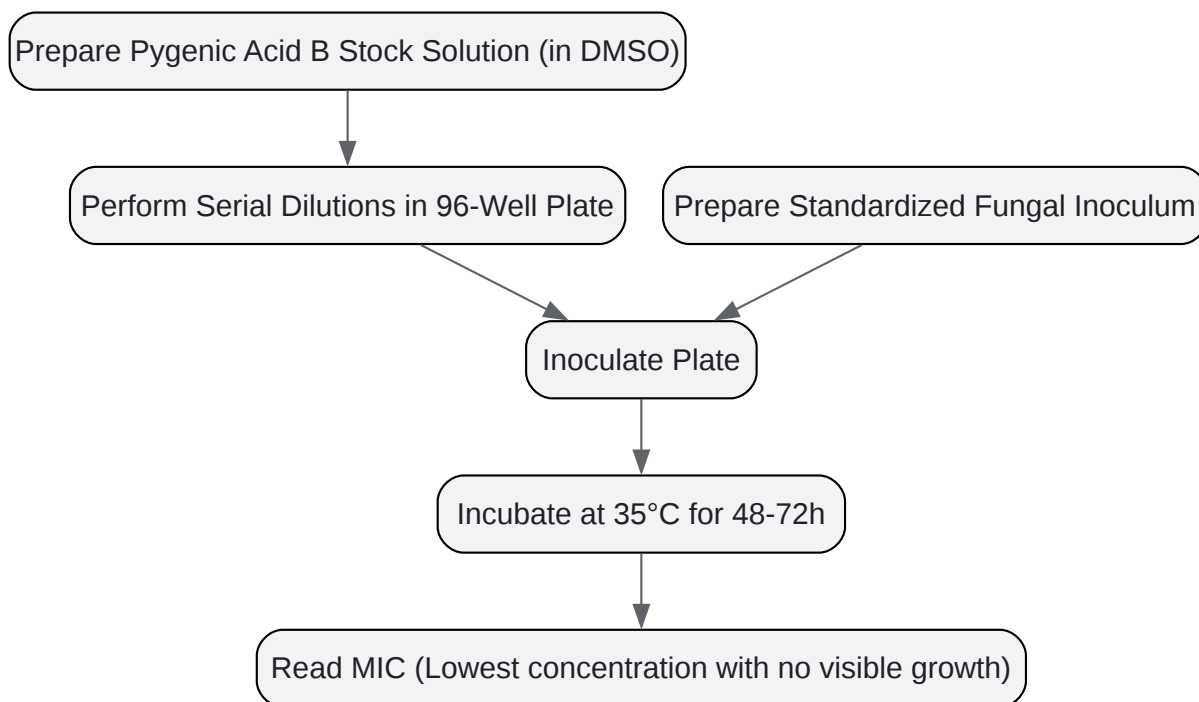 Prepare Pygenic Acid B Stock Solution (in DMSO)
Perform Serial Dilutions in 96-Well Plate
Prepare Standardized Fungal Inoculum
Inoculate Plate
Incubate at 35°C for 48-72h
Read MIC (Lowest concentration with no visible growth)